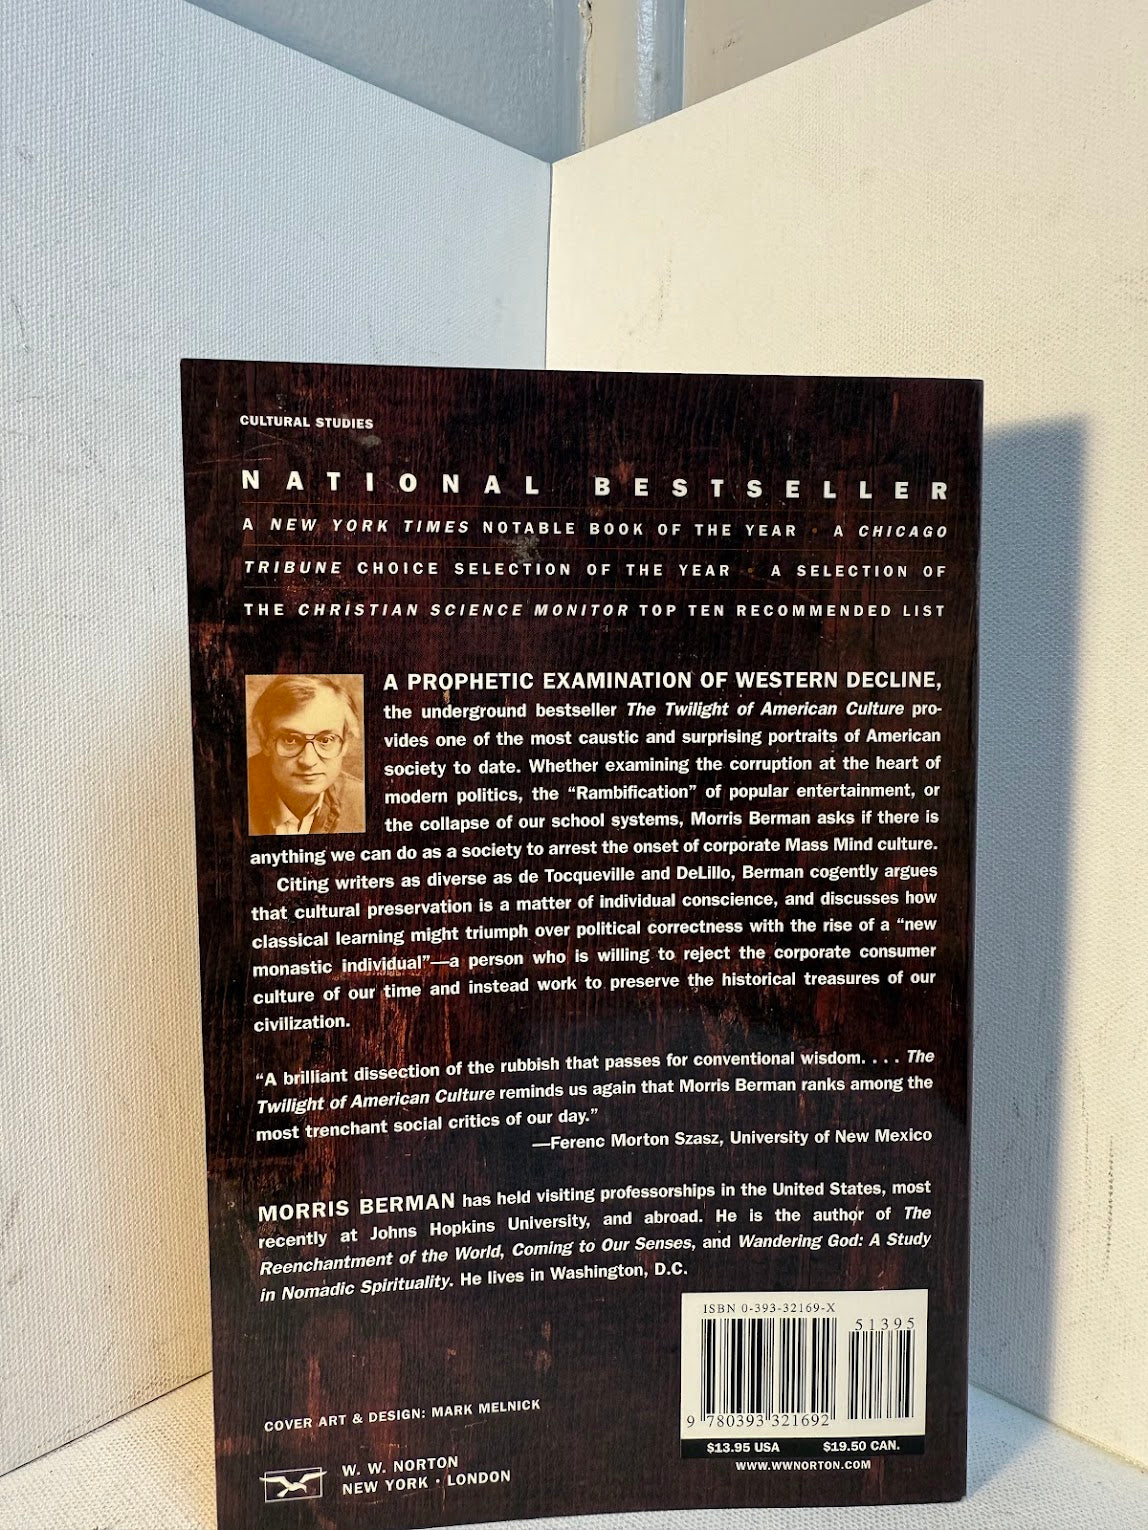 CULTURAL STUDIES
NATIONAL BESTSELLER
A NEW YORK TIMES NOTABLE BOOK OF THE YEAR • A CHICAGO
TRIBUNE CHOICE SELECTION OF THE YEAR • A SELECTION OF
THE CHRISTIAN SCIENCE MONITOR TOP TEN RECOMMENDED LIST
A PROPHETIC EXAMINATION OF WESTERN DECLINE,
the underground bestseller The Twilight of American Culture pro-
vides one of the most caustic and surprising portraits of American
society to date. Whether examining the corruption at the heart of
modern politics, the “Rambification” of popular entertainment, or
the collapse of our school systems, Morris Berman asks if there is
anything we can do as a society to arrest the onset of corporate Mass Mind culture.
Citing writers as diverse as de Tocqueville and DeLillo, Berman cogently argues
that cultural preservation is a matter of individual conscience, and discusses how
classical learning might triumph over political correctness with the rise of a “new
monastic individual”—a person who is willing to reject the corporate consumer
culture of our time and instead work to preserve the historical treasures of our
civilization.
“A brilliant dissection of the rubbish that passes for conventional wisdom. . . . The
Twilight of American Culture reminds us again that Morris Berman ranks among the
most trenchant social critics of our day.”
—Ferenc Morton Szasz, University of New Mexico
MORRIS BERMAN has held visiting professorships in the United States, most
recently at Johns Hopkins University, and abroad. He is the author of The
Reenchantment of the World, Coming to Our Senses, and Wandering God: A Study
in Nomadic Spirituality. He lives in Washington, D.C.
ISBN 0-393-32169-X
51395
9 780393 321692
$13.95 USA $19.50 CAN.
WWW.WWNORTON.COM
COVER ART & DESIGN: MARK MELNICK
W. W. NORTON
NEW YORK • LONDON